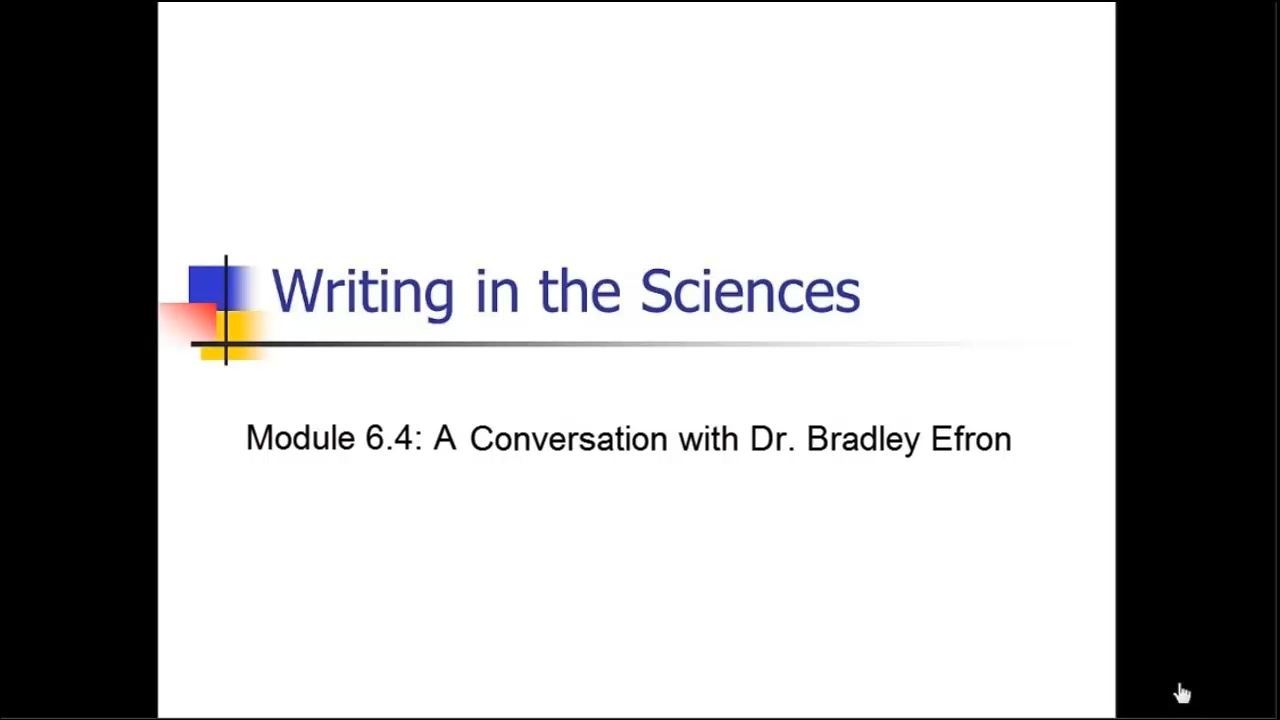 Writing in the Sciences
Module 6.4: A Conversation with Dr. Bradley Efron